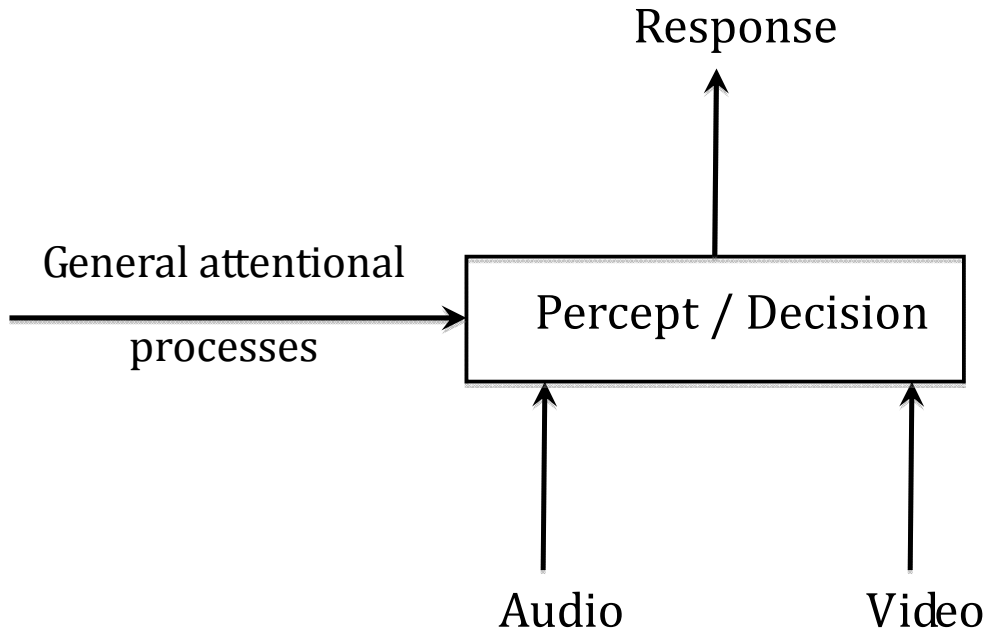 Response
General attentional
processes
Percept / Decision
Audio
Video